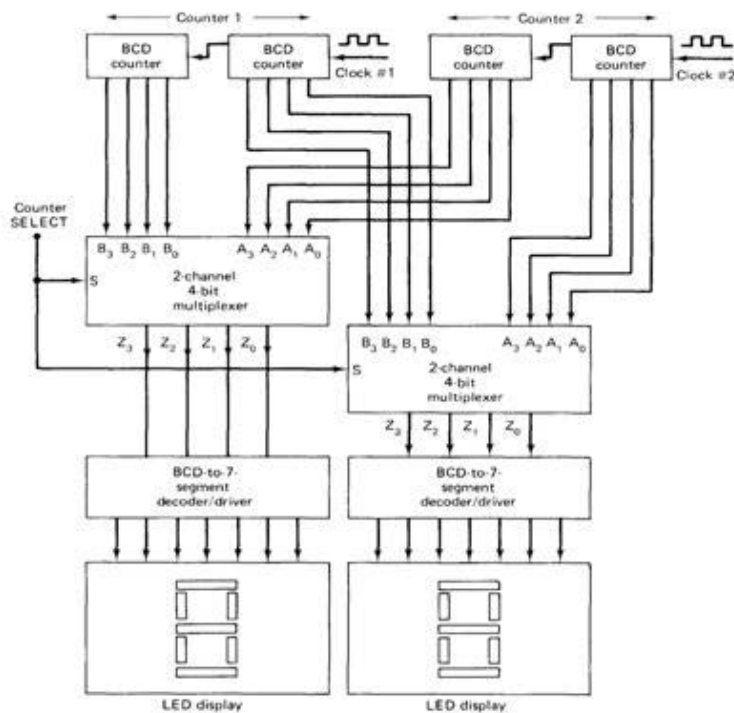 Counter 1
Counter 2
BCD
counter
BCD
counter
Clock #1
BCD
counter
BCD
counter
Clock #2
Counter
SELECT
B3 B2 B1 B0
A3 A2 A1 A0
S
2-channel
4-bit
multiplexer
Z3 Z2 Z1 Z0
B3 B2 B1 B0
A3 A2 A1 A0
S
2-channel
4-bit
multiplexer
Z3 Z2 Z1 Z0
BCD-to-7-
segment
decoder/driver
BCD-to-7-
segment
decoder/driver
LED display
LED display